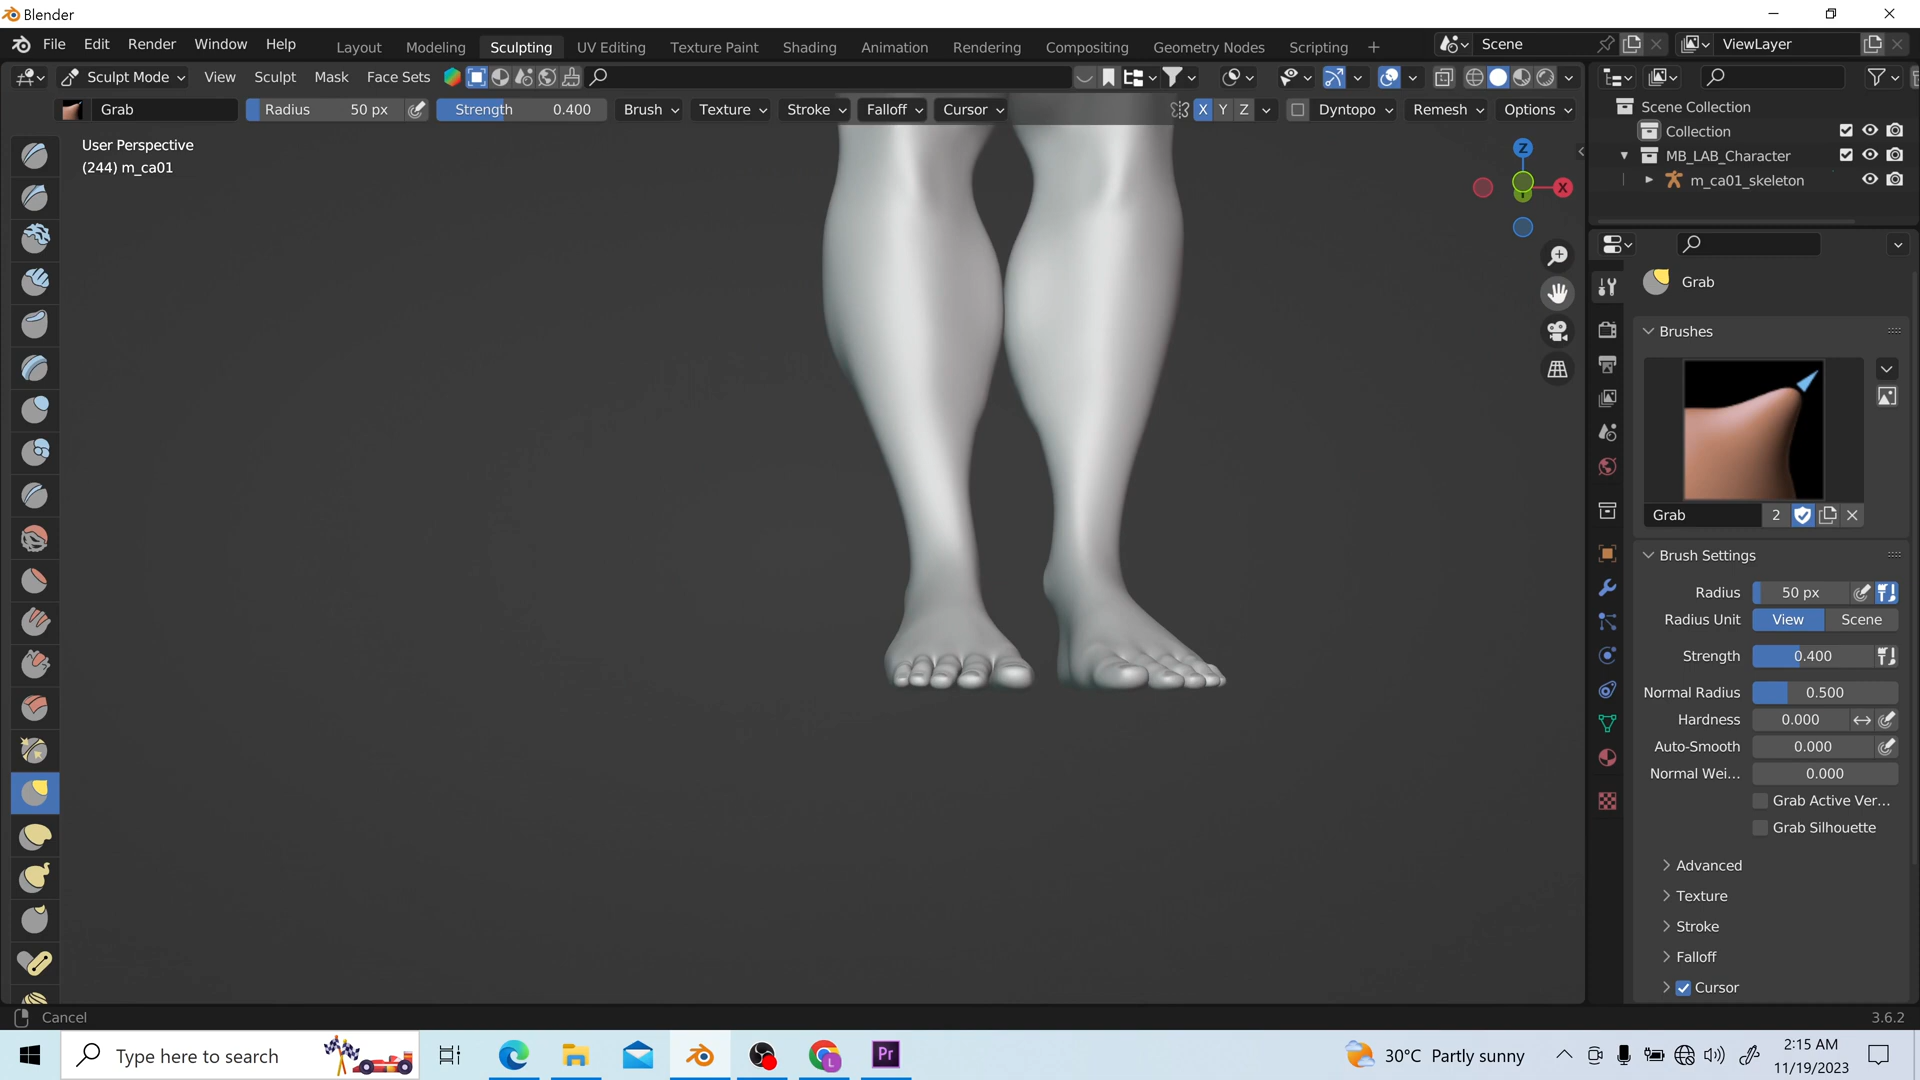 Blender
File Edit Render Window Help
Layout Modeling Sculpting UV Editing Texture Paint Shading Animation Rendering Compositing Geometry Nodes Scripting +
Scene
ViewLayer
Sculpt Mode View Sculpt Mask Face Sets
Grab Radius 50 px Strength 0.400 Brush Texture Stroke Falloff Cursor X Y Z Dyntopo Remesh Options
User Perspective
(244) m_ca01
Z
X
Scene Collection
Collection
MB_LAB_Character
m_ca01_skeleton
Grab
Brushes
Grab 2
Brush Settings
Radius 50 px
Radius Unit View Scene
Strength 0.400
Normal Radius 0.500
Hardness 0.000
Auto-Smooth 0.000
Normal Wei... 0.000
Grab Active Ver...
Grab Silhouette
Advanced
Texture
Stroke
Falloff
Cursor
Cancel
3.6.2
Type here to search
L
Pr
30°C Partly sunny
2:15 AM
11/19/2023